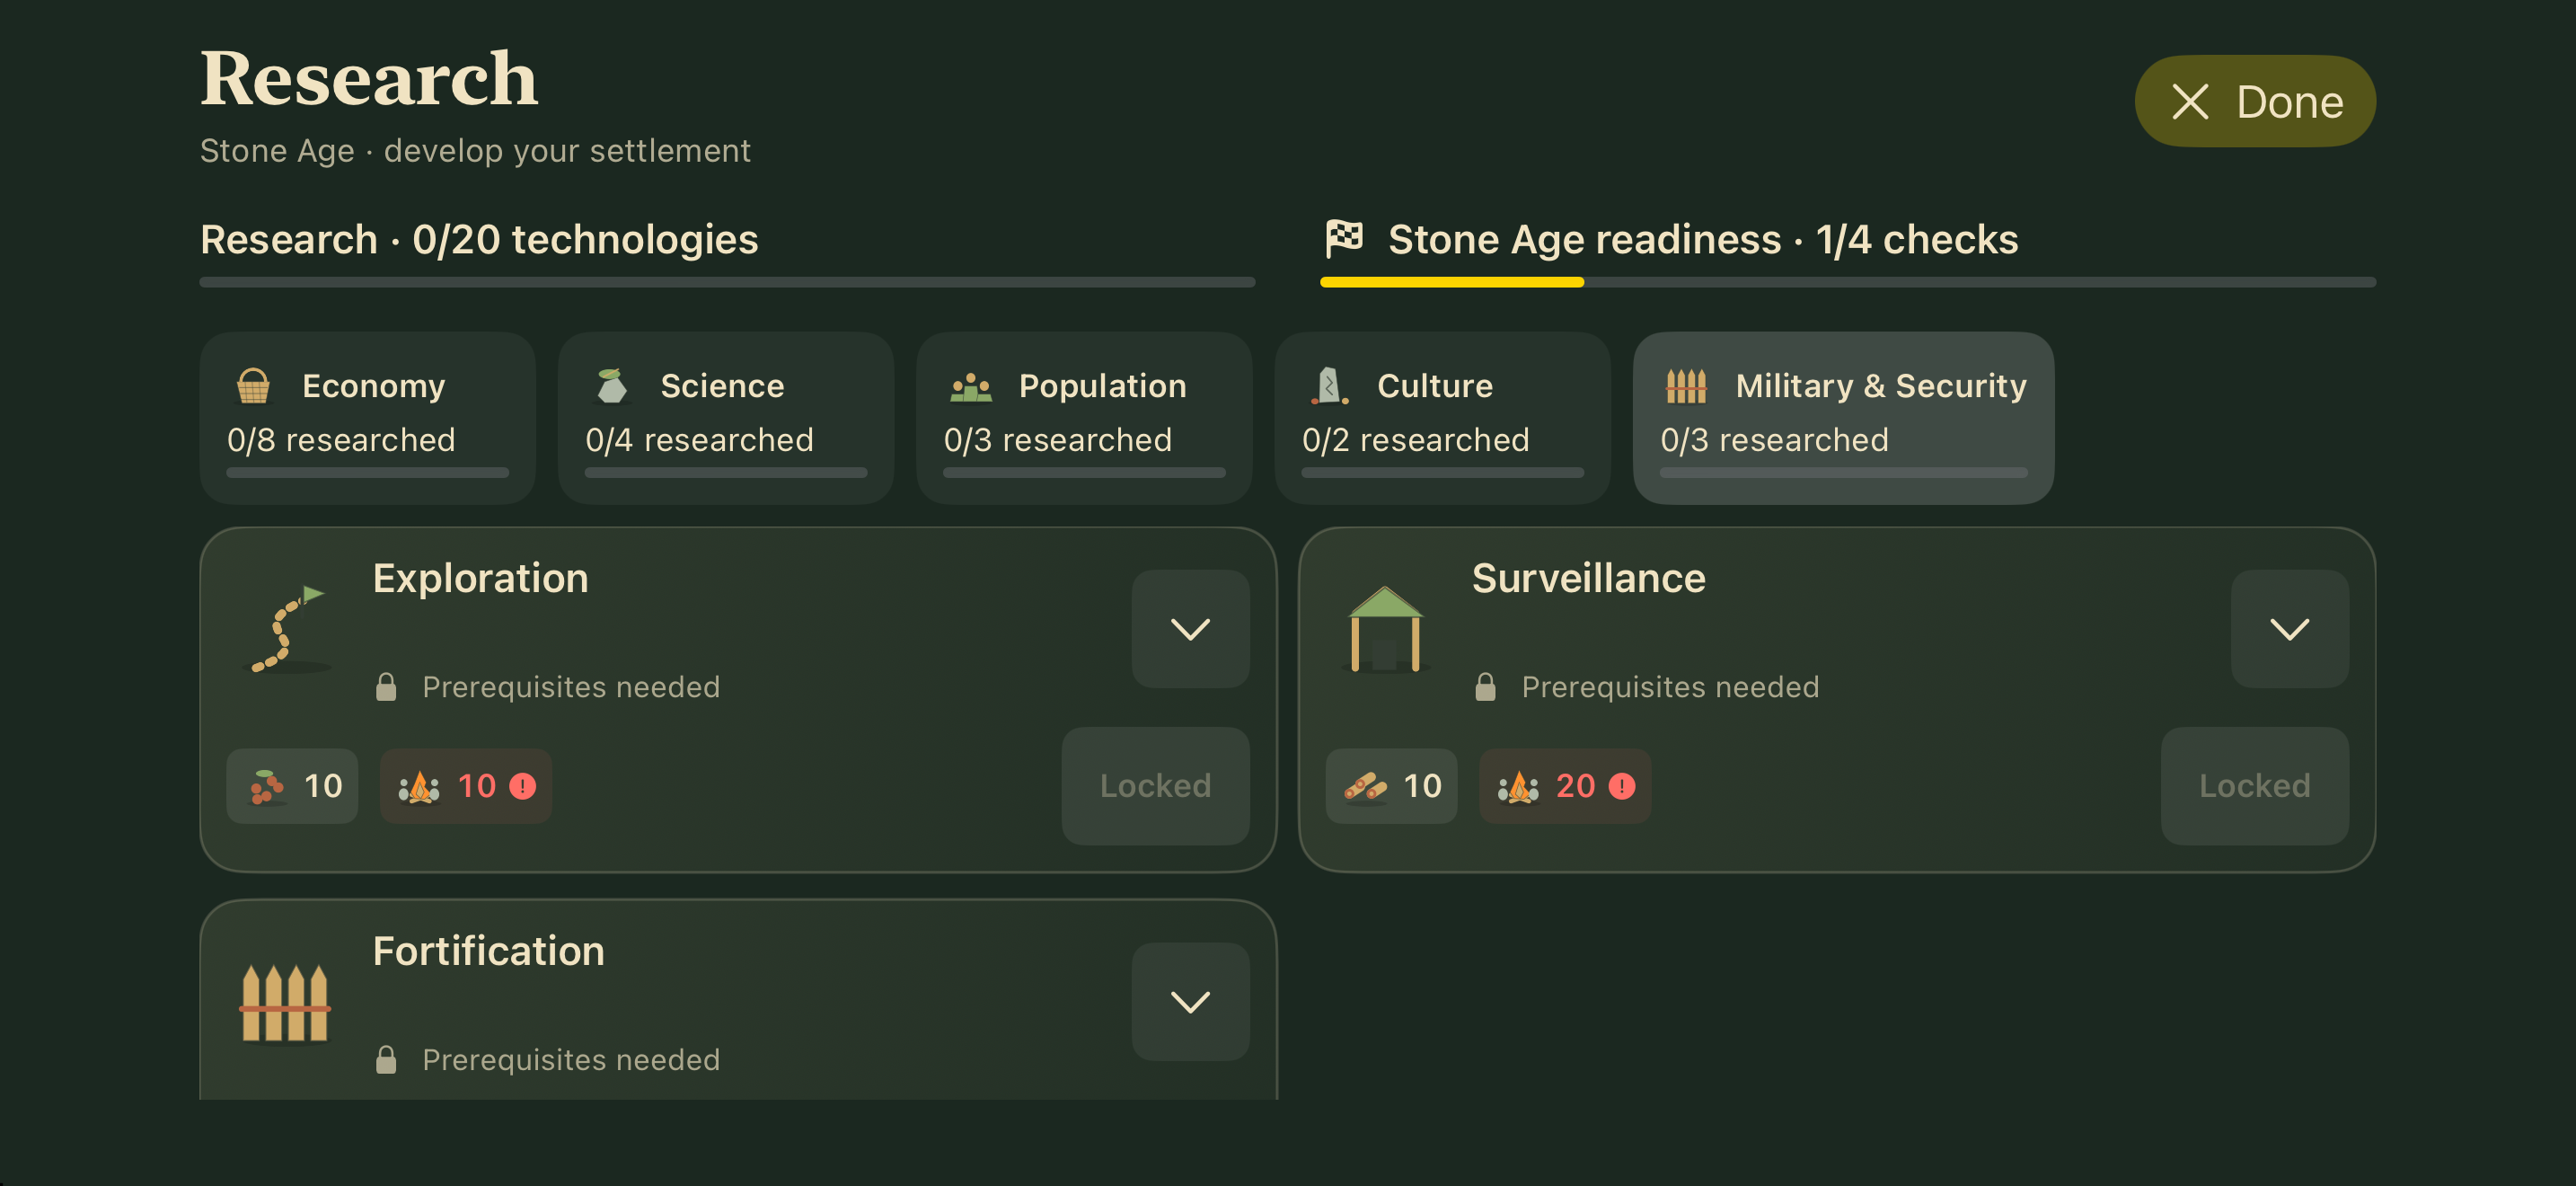 Research
Done
Stone Age · develop your settlement
Research · 0/20 technologies
Stone Age readiness · 1/4 checks
Economy
0/8 researched
Science
0/4 researched
Population
0/3 researched
Culture
0/2 researched
Military & Security
0/3 researched
Exploration
Prerequisites needed
10
10
Locked
Surveillance
Prerequisites needed
10
20
Locked
Fortification
Prerequisites needed